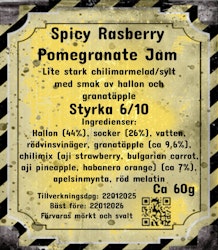 Spicy Rasberry
Pomegranate Jam
Lite stark chilimarmelad/sylt
med smak av hallon och
granatäpple
Styrka 6/10
Ingredienser:
Hallon (44%), socker (26%), vatten,
rödvinsvinäger, granatäpple (ca 9,6%),
chilimix (aji strawberry, bulgarian carrot,
aji pineapple, habanero orange) (ca 7%),
apelsinmynta, röd melatin
Ca 60g
Tillverkningsdag: 22012025
Bäst före: 22012026
Förvaras mörkt och svalt